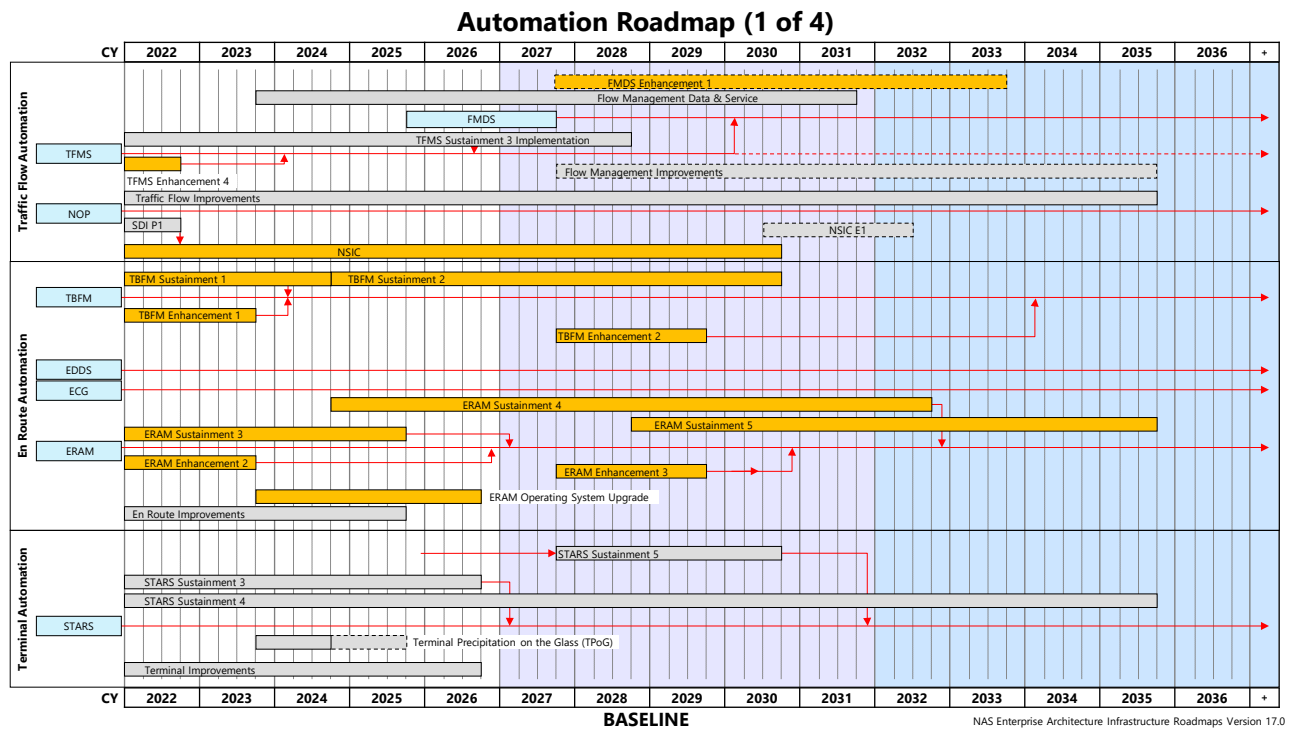 Automation Roadmap (1 of 4)
CY 2022 2023 2024 2025 2026 2027 2028 2029 2030 2031 2032 2033 2034 2035 2036 +
Traffic Flow Automation
FMDS Enhancement 1
Flow Management Data & Service
FMDS
TFMS Sustainment 3 Implementation
TFMS
Flow Management Improvements
TFMS Enhancement 4
Traffic Flow Improvements
NOP
SDI P1
NSIC E1
NSIC
En Route Automation
TBFM Sustainment 1 TBFM Sustainment 2
TBFM
TBFM Enhancement 1
TBFM Enhancement 2
EDDS
ECG
ERAM Sustainment 4
ERAM Sustainment 5
ERAM Sustainment 3
ERAM
ERAM Enhancement 2
ERAM Enhancement 3
ERAM Operating System Upgrade
En Route Improvements
Terminal Automation
STARS Sustainment 5
STARS Sustainment 3
STARS Sustainment 4
STARS
Terminal Precipitation on the Glass (TPoG)
Terminal Improvements
CY 2022 2023 2024 2025 2026 2027 2028 2029 2030 2031 2032 2033 2034 2035 2036 +
BASELINE
NAS Enterprise Architecture Infrastructure Roadmaps Version 17.0